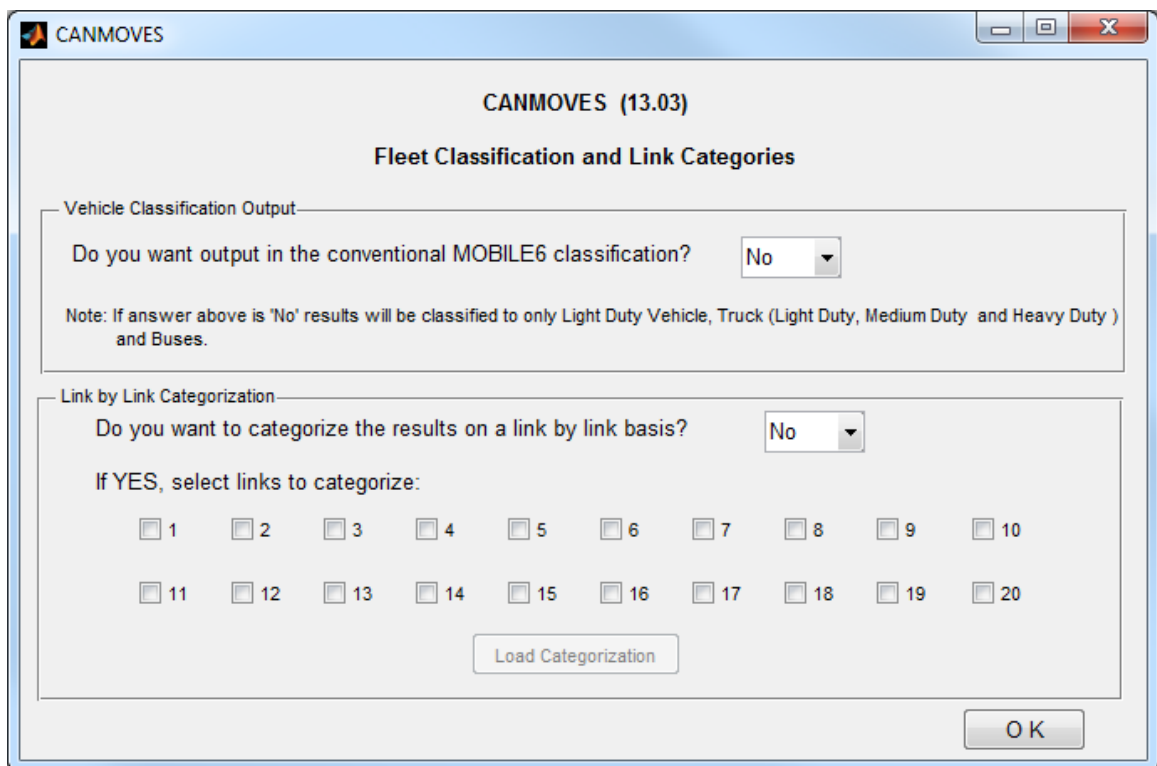 CANMOVES
CANMOVES (13.03)
Fleet Classification and Link Categories
Vehicle Classification Output
Do you want output in the conventional MOBILE6 classification? No
Note: If answer above is 'No' results will be classified to only Light Duty Vehicle, Truck (Light Duty, Medium Duty and Heavy Duty )
and Buses.
Link by Link Categorization
Do you want to categorize the results on a link by link basis? No
If YES, select links to categorize:
1 2 3 4 5 6 7 8 9 10
11 12 13 14 15 16 17 18 19 20
Load Categorization
O K